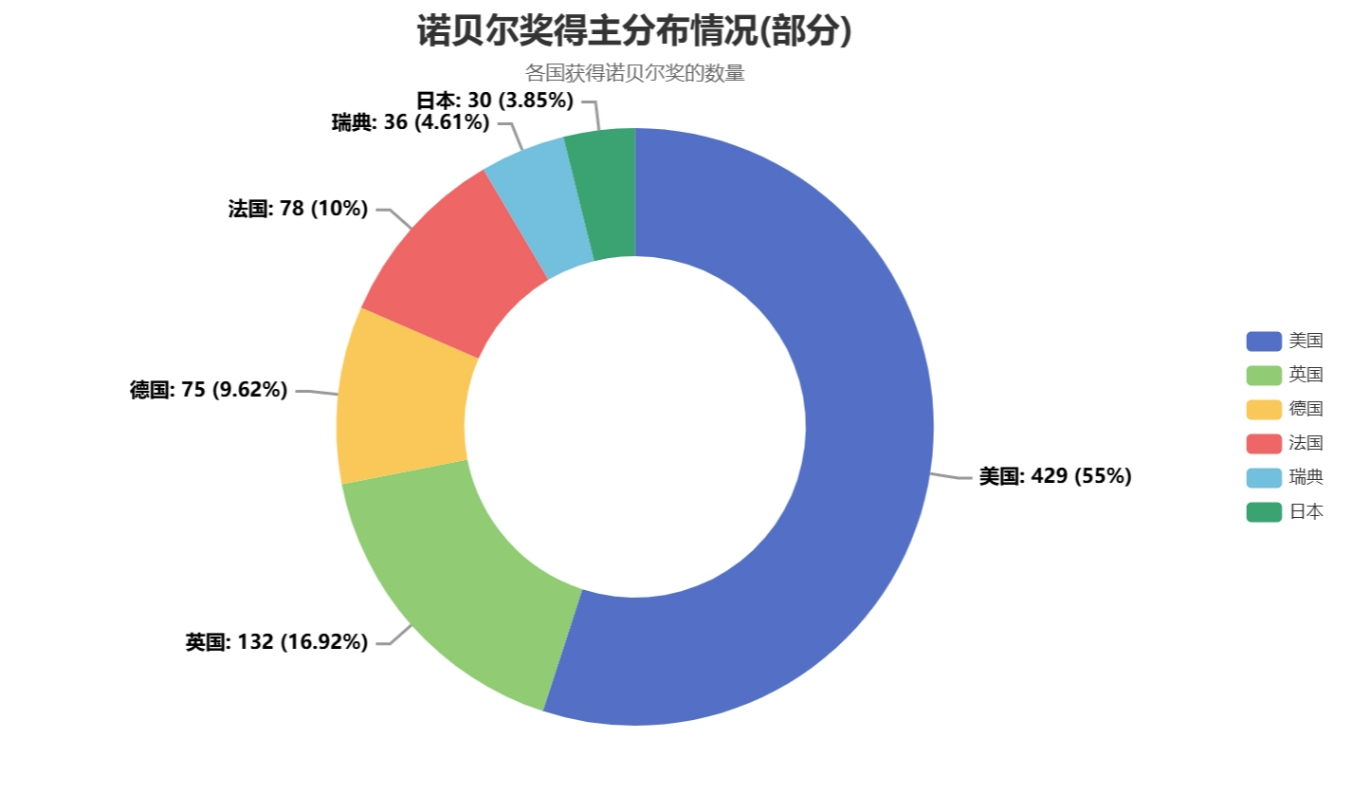 诺贝尔奖得主分布情况(部分)
各国获得诺贝尔奖的数量
日本: 30 (3.85%)
瑞典: 36 (4.61%)
法国: 78 (10%)
德国: 75 (9.62%)
美国: 429 (55%)
英国: 132 (16.92%)
美国
英国
德国
法国
瑞典
日本